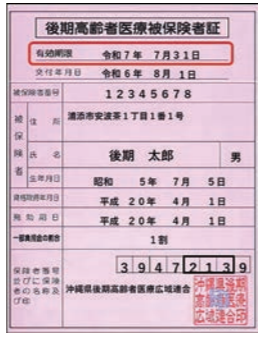 後期高齢者医療被保険者証
有効期限 令和7年 7月31日
交付年月日 令和6年 8月 1日
被保険者番号 12345678
被保険者 住所 浦添市安波茶1丁目1番1号
氏名 後期 太郎 男
生年月日 昭和 5年 7月 5日
資格取得年月日 平成 20年 4月 1日
発効期日 平成 20年 4月 1日
一部負担金の割合 1割
保険者番号 39472139
並びに保険者の名称及び印 沖縄県後期高齢者医療広域連合
沖縄県後期
高齢者医療
広域連合印